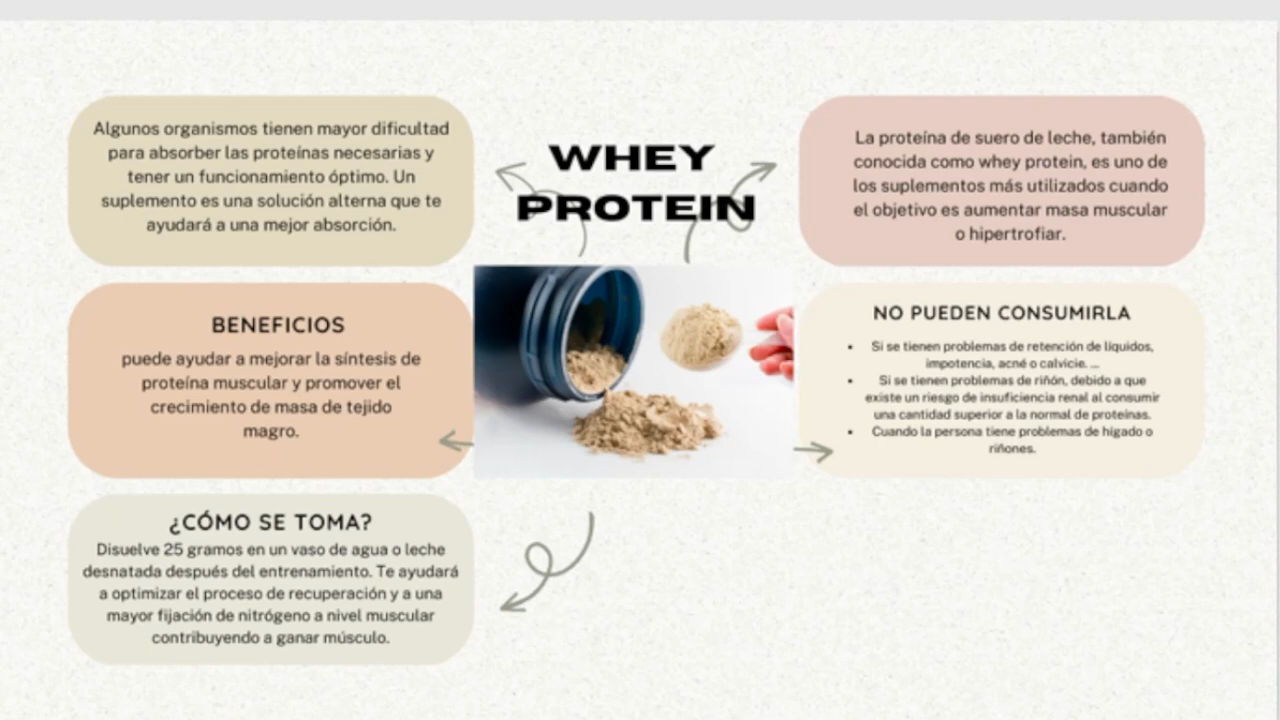 WHEY
PROTEIN
Algunos organismos tienen mayor dificultad
para absorber las proteínas necesarias y
tener un funcionamiento óptimo. Un
suplemento es una solución alterna que te
ayudará a una mejor absorción.
La proteína de suero de leche, también
conocida como whey protein, es uno de
los suplementos más utilizados cuando
el objetivo es aumentar masa muscular
o hipertrofiar.
BENEFICIOS
puede ayudar a mejorar la síntesis de
proteína muscular y promover el
crecimiento de masa de tejido
magro.
NO PUEDEN CONSUMIRLA
• Si se tienen problemas de retención de líquidos,
impotencia, acné o calvicie. ...
• Si se tienen problemas de riñón, debido a que
existe un riesgo de insuficiencia renal al consumir
una cantidad superior a la normal de proteínas.
• Cuando la persona tiene problemas de hígado o
riñones.
¿CÓMO SE TOMA?
Disuelve 25 gramos en un vaso de agua o leche
desnatada después del entrenamiento. Te ayudará
a optimizar el proceso de recuperación y a una
mayor fijación de nitrógeno a nivel muscular
contribuyendo a ganar músculo.